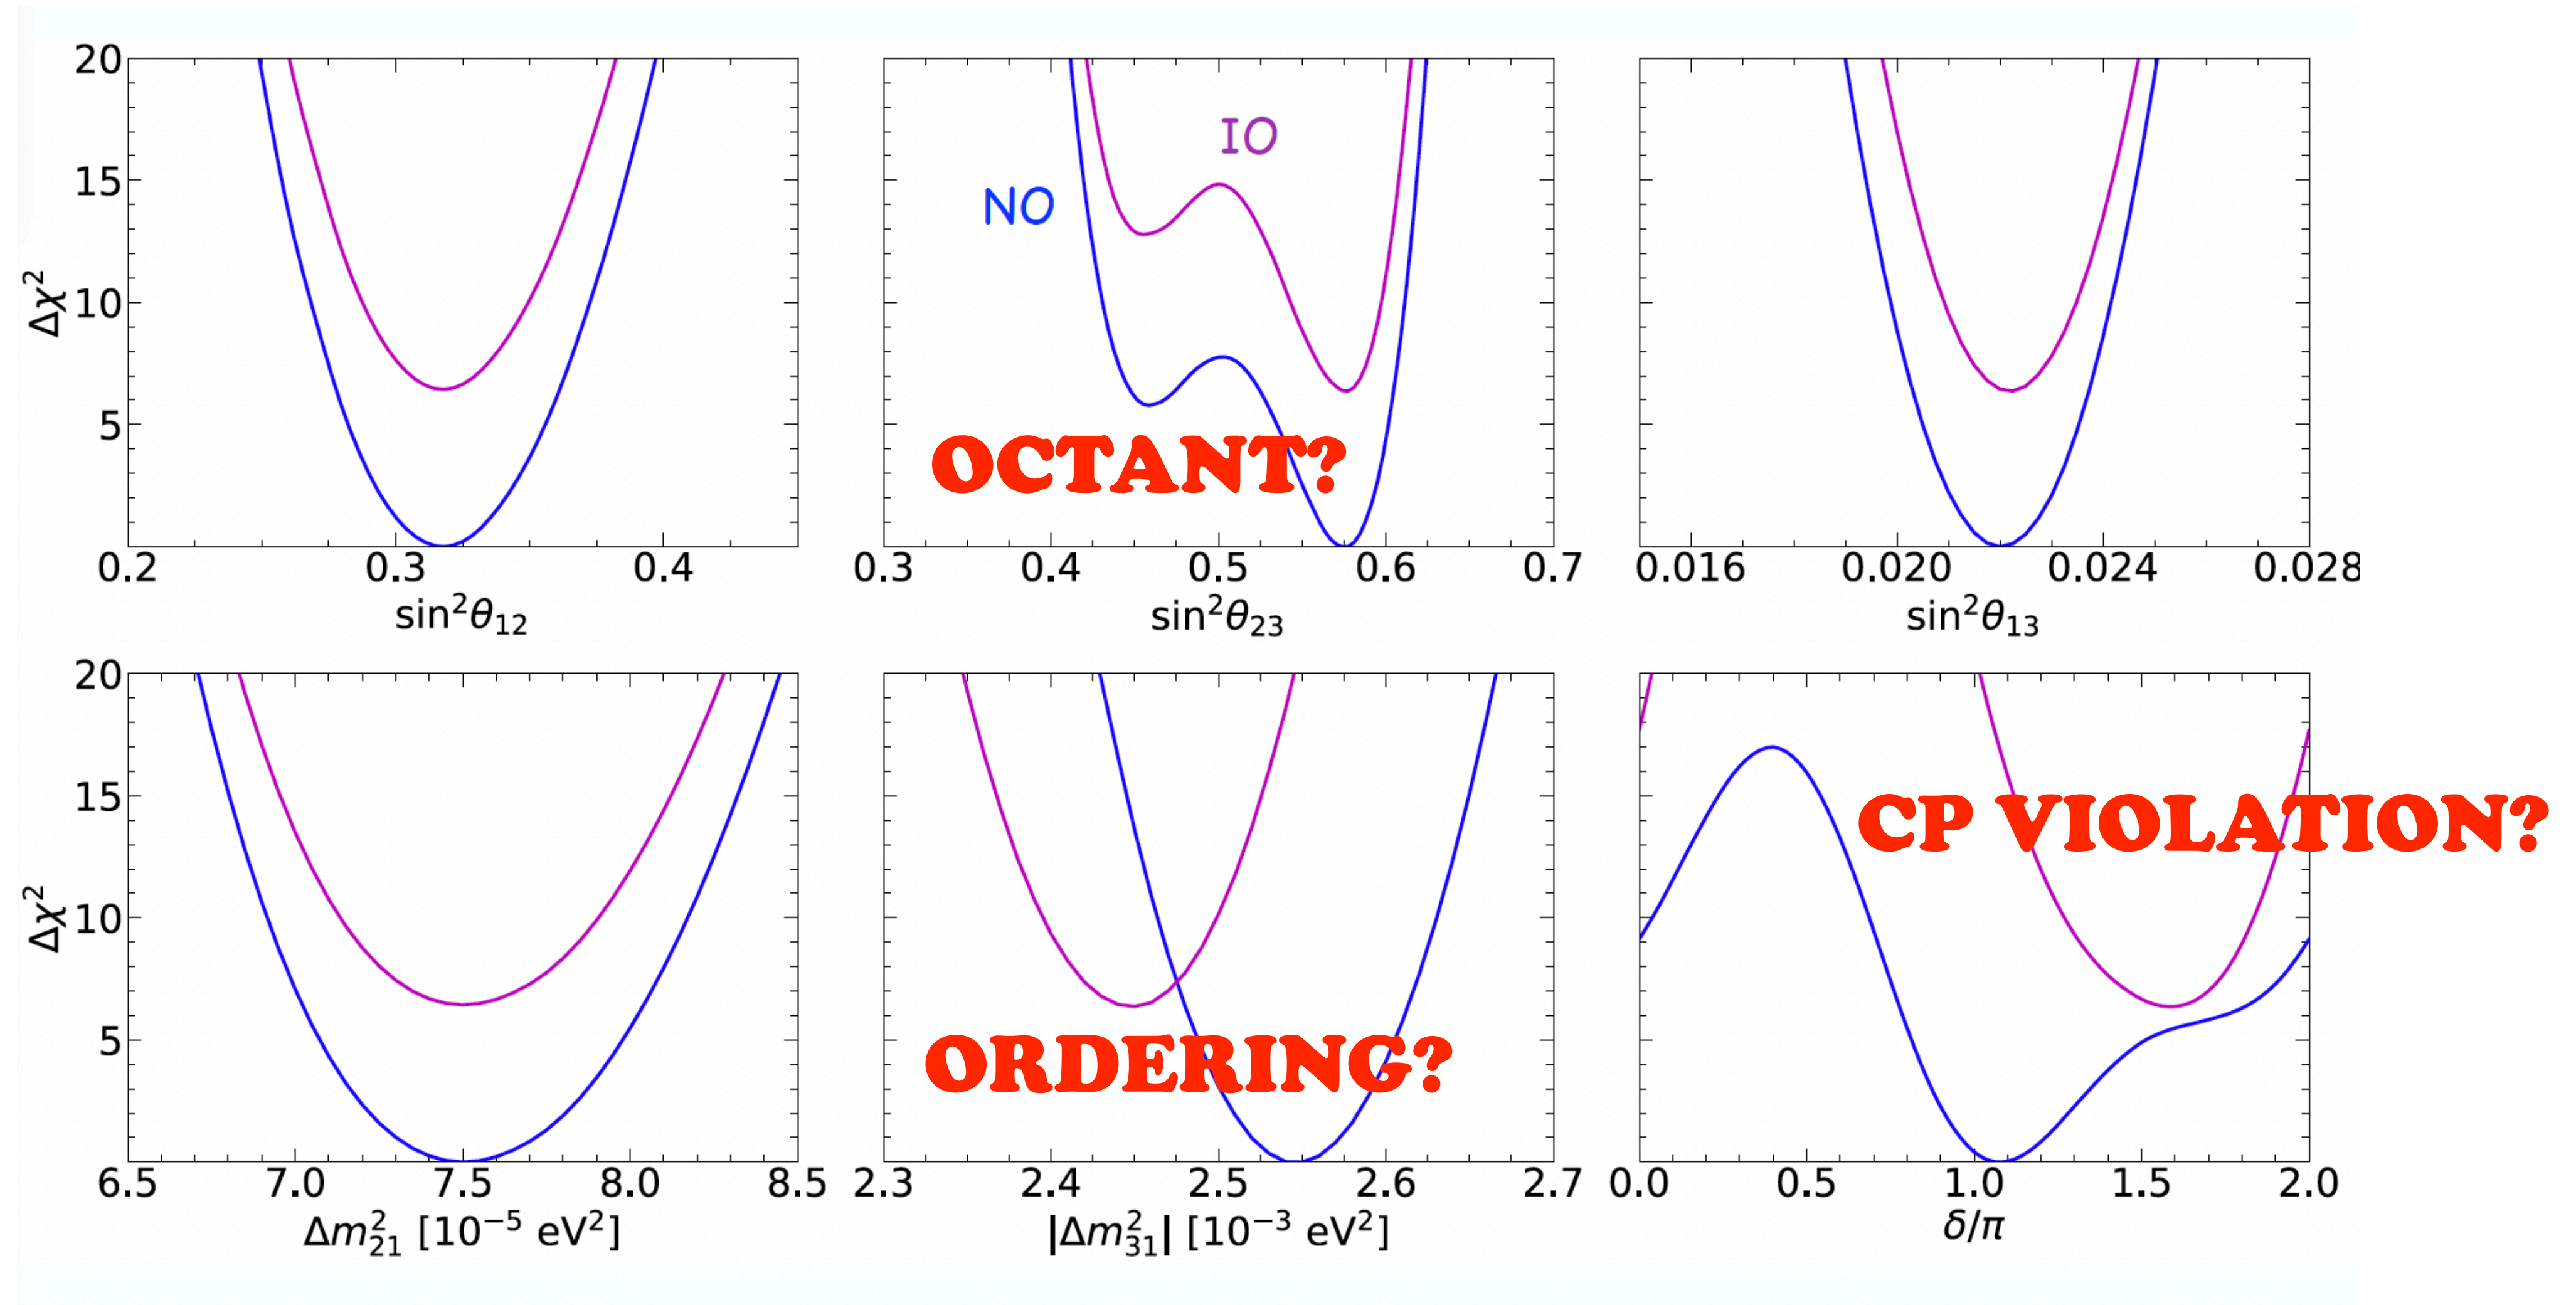 20
15
10
5
Δχ²
0.2 0.3 0.4
sin²θ₁₂
IO
NO
OCTANT?
0.3 0.4 0.5 0.6 0.7
sin²θ₂₃
0.016 0.020 0.024 0.028
sin²θ₁₃
20
15
10
5
Δχ²
6.5 7.0 7.5 8.0 8.5
Δm²₂₁ [10⁻⁵ eV²]
ORDERING?
2.3 2.4 2.5 2.6 2.7
|Δm²₃₁| [10⁻³ eV²]
CP VIOLATION?
0.0 0.5 1.0 1.5 2.0
δ/π